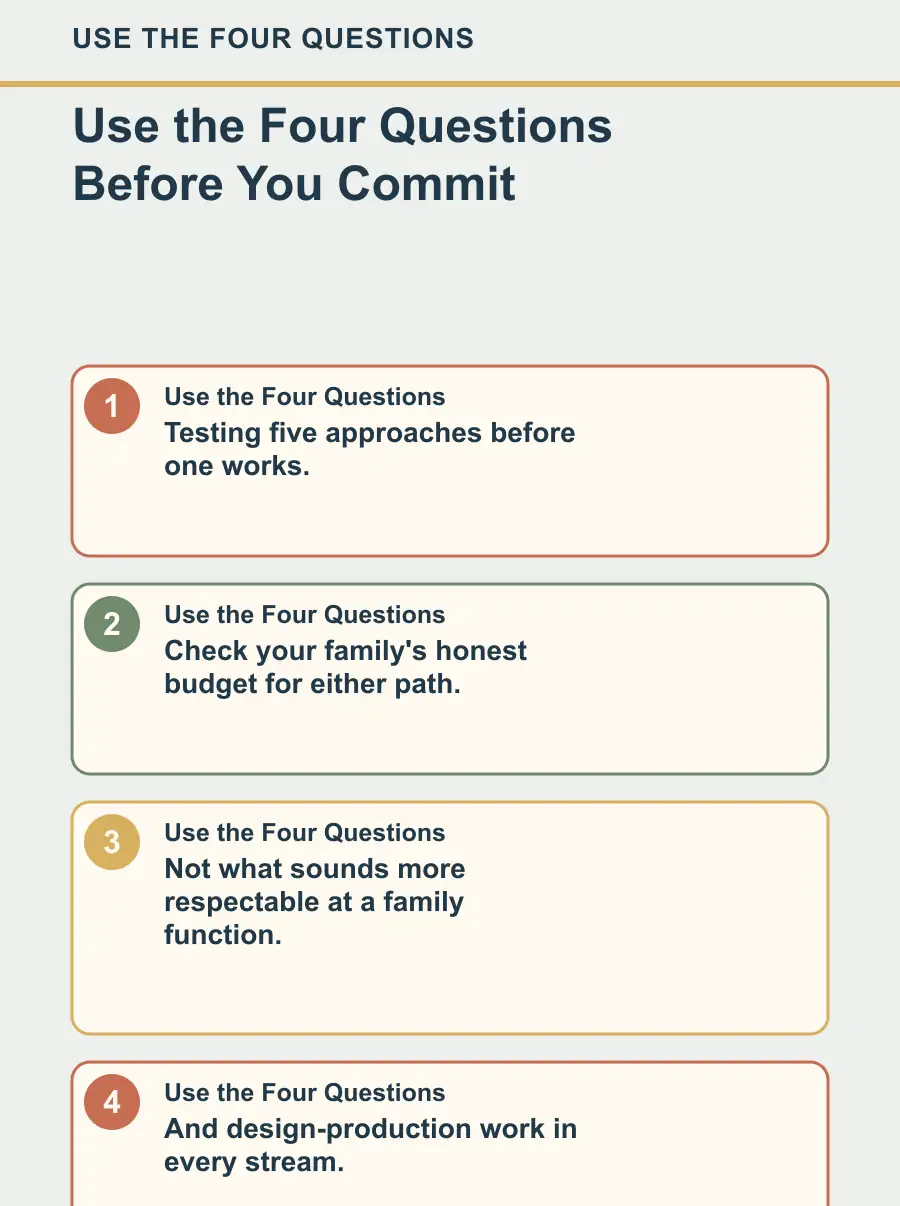 USE THE FOUR QUESTIONS
Use the Four Questions
Before You Commit
1
Use the Four Questions
Testing five approaches before
one works.
2
Use the Four Questions
Check your family's honest
budget for either path.
3
Use the Four Questions
Not what sounds more
respectable at a family
function.
4
Use the Four Questions
And design-production work in
every stream.